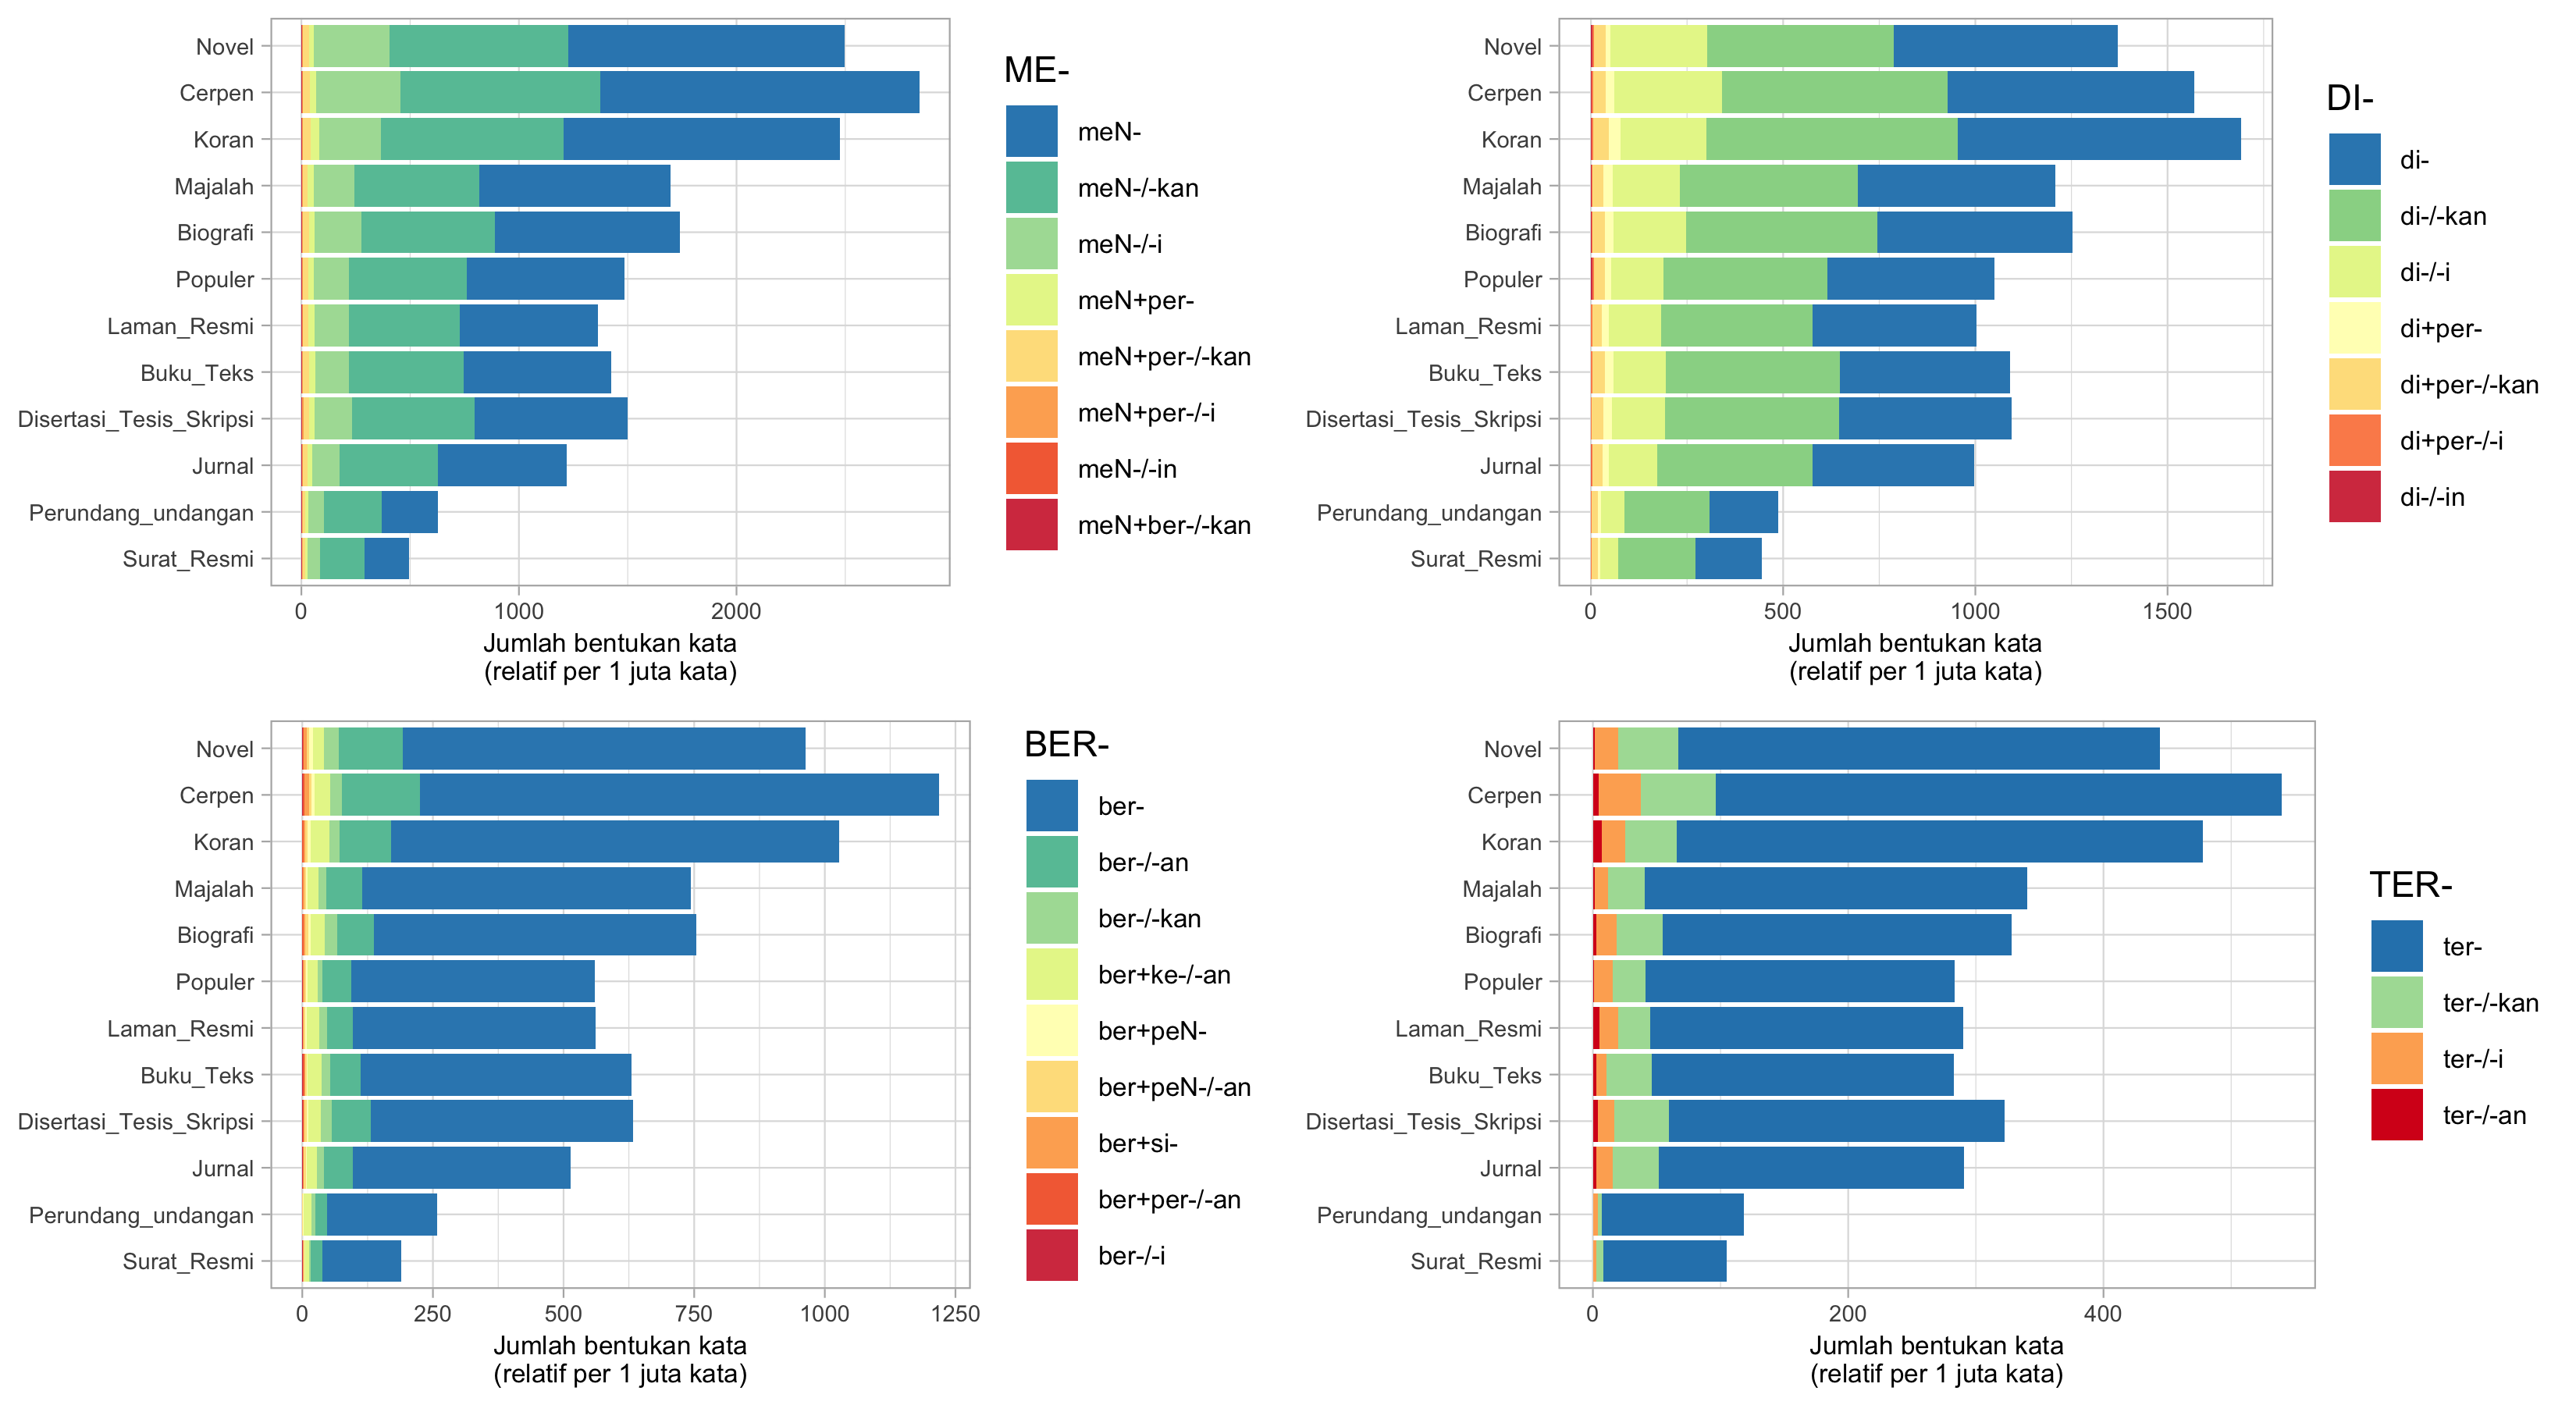 Novel
Cerpen
Koran
Majalah
Biografi
Populer
Laman_Resmi
Buku_Teks
Disertasi_Tesis_Skripsi
Jurnal
Perundang_undangan
Surat_Resmi
0
1000
2000
Jumlah bentukan kata
(relatif per 1 juta kata)
ME-
meN-
meN-/-kan
meN-/-i
meN+per-
meN+per-/-kan
meN+per-/-i
meN-/-in
meN+ber-/-kan
Novel
Cerpen
Koran
Majalah
Biografi
Populer
Laman_Resmi
Buku_Teks
Disertasi_Tesis_Skripsi
Jurnal
Perundang_undangan
Surat_Resmi
0
500
1000
1500
Jumlah bentukan kata
(relatif per 1 juta kata)
DI-
di-
di-/-kan
di-/-i
di+per-
di+per-/-kan
di+per-/-i
di-/-in
Novel
Cerpen
Koran
Majalah
Biografi
Populer
Laman_Resmi
Buku_Teks
Disertasi_Tesis_Skripsi
Jurnal
Perundang_undangan
Surat_Resmi
0
250
500
750
1000
1250
Jumlah bentukan kata
(relatif per 1 juta kata)
BER-
ber-
ber-/-an
ber-/-kan
ber+ke-/-an
ber+peN-
ber+peN-/-an
ber+si-
ber+per-/-an
ber-/-i
Novel
Cerpen
Koran
Majalah
Biografi
Populer
Laman_Resmi
Buku_Teks
Disertasi_Tesis_Skripsi
Jurnal
Perundang_undangan
Surat_Resmi
0
200
400
Jumlah bentukan kata
(relatif per 1 juta kata)
TER-
ter-
ter-/-kan
ter-/-i
ter-/-an